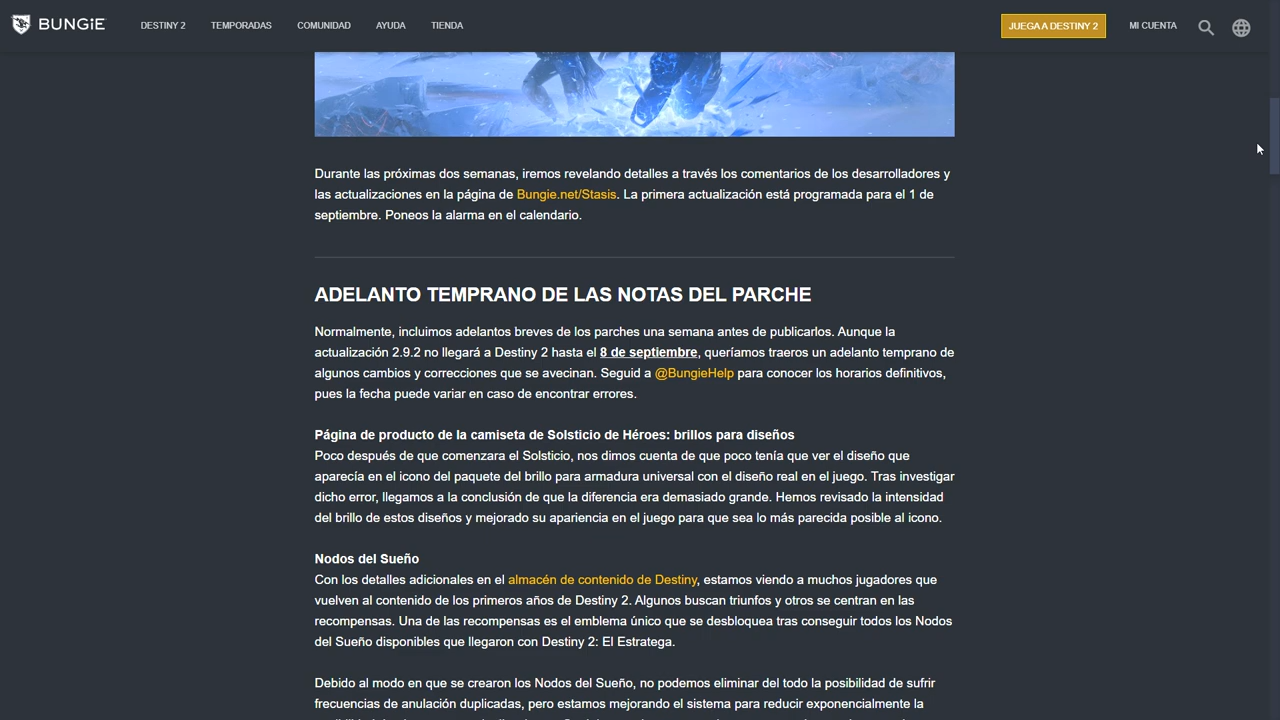 BUNGiE
DESTINY 2
TEMPORADAS
COMUNIDAD
AYUDA
TIENDA
JUEGA A DESTINY 2
MI CUENTA
Durante las próximas dos semanas, iremos revelando detalles a través los comentarios de los desarrolladores y
las actualizaciones en la página de Bungie.net/Stasis. La primera actualización está programada para el 1 de
septiembre. Poneos la alarma en el calendario.
ADELANTO TEMPRANO DE LAS NOTAS DEL PARCHE
Normalmente, incluimos adelantos breves de los parches una semana antes de publicarlos. Aunque la
actualización 2.9.2 no llegará a Destiny 2 hasta el 8 de septiembre, queríamos traeros un adelanto temprano de
algunos cambios y correcciones que se avecinan. Seguid a @BungieHelp para conocer los horarios definitivos,
pues la fecha puede variar en caso de encontrar errores.
Página de producto de la camiseta de Solsticio de Héroes: brillos para diseños
Poco después de que comenzara el Solsticio, nos dimos cuenta de que poco tenía que ver el diseño que
aparecía en el icono del paquete del brillo para armadura universal con el diseño real en el juego. Tras investigar
dicho error, llegamos a la conclusión de que la diferencia era demasiado grande. Hemos revisado la intensidad
del brillo de estos diseños y mejorado su apariencia en el juego para que sea lo más parecida posible al icono.
Nodos del Sueño
Con los detalles adicionales en el almacén de contenido de Destiny, estamos viendo a muchos jugadores que
vuelven al contenido de los primeros años de Destiny 2. Algunos buscan triunfos y otros se centran en las
recompensas. Una de las recompensas es el emblema único que se desbloquea tras conseguir todos los Nodos
del Sueño disponibles que llegaron con Destiny 2: El Estratega.
Debido al modo en que se crearon los Nodos del Sueño, no podemos eliminar del todo la posibilidad de sufrir
frecuencias de anulación duplicadas, pero estamos mejorando el sistema para reducir exponencialmente la